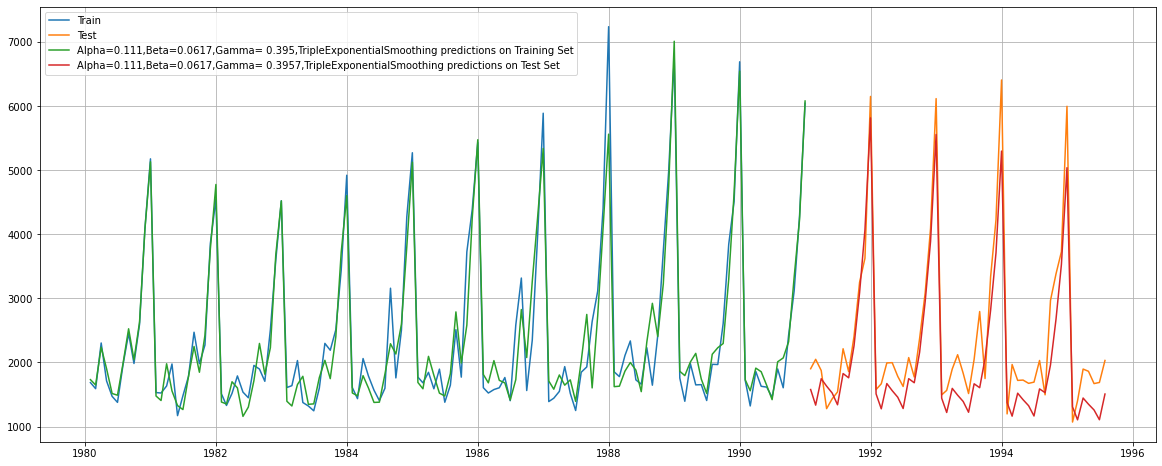 Train
Test
Alpha=0.111,Beta=0.0617,Gamma= 0.395,TripleExponentialSmoothing predictions on Training Set
Alpha=0.111,Beta=0.0617,Gamma= 0.3957,TripleExponentialSmoothing predictions on Test Set
7000
6000
5000
4000
3000
2000
1000
1980 1982 1984 1986 1988 1990 1992 1994 1996